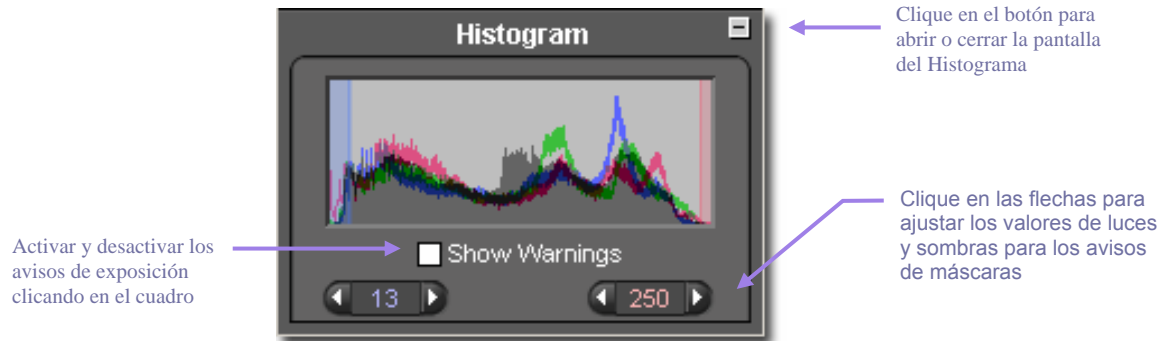 Histogram
Clique en el botón para
abrir o cerrar la pantalla
del Histograma
Clique en las flechas para
ajustar los valores de luces
y sombras para los avisos
de máscaras
Activar y desactivar los
avisos de exposición
clicando en el cuadro
Show Warnings
13
250